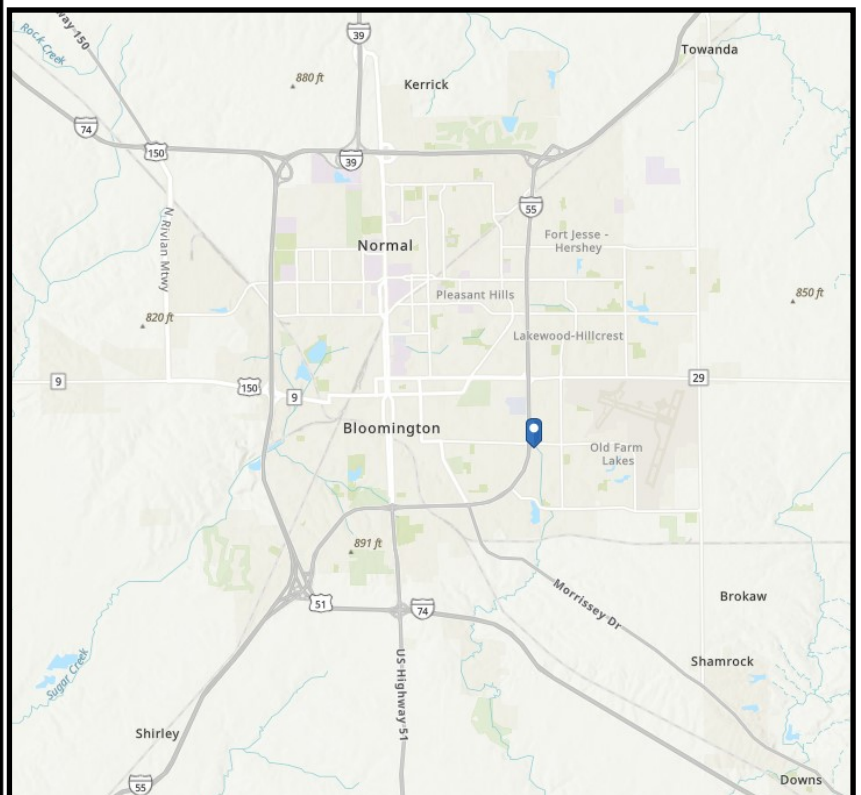 Rock Creek
way 150
39
Towanda
880 ft
Kerrick
74
150
39
55
N Rivian Mtwy
Normal
Fort Jesse -
Hershey
Pleasant Hills
850 ft
820 ft
Lakewood-Hillcrest
9
150
9
29
Bloomington
Old Farm
Lakes
891 ft
51
74
Morrissey Dr
Brokaw
Sugar Creek
US Highway 51
Shamrock
Shirley
55
Downs